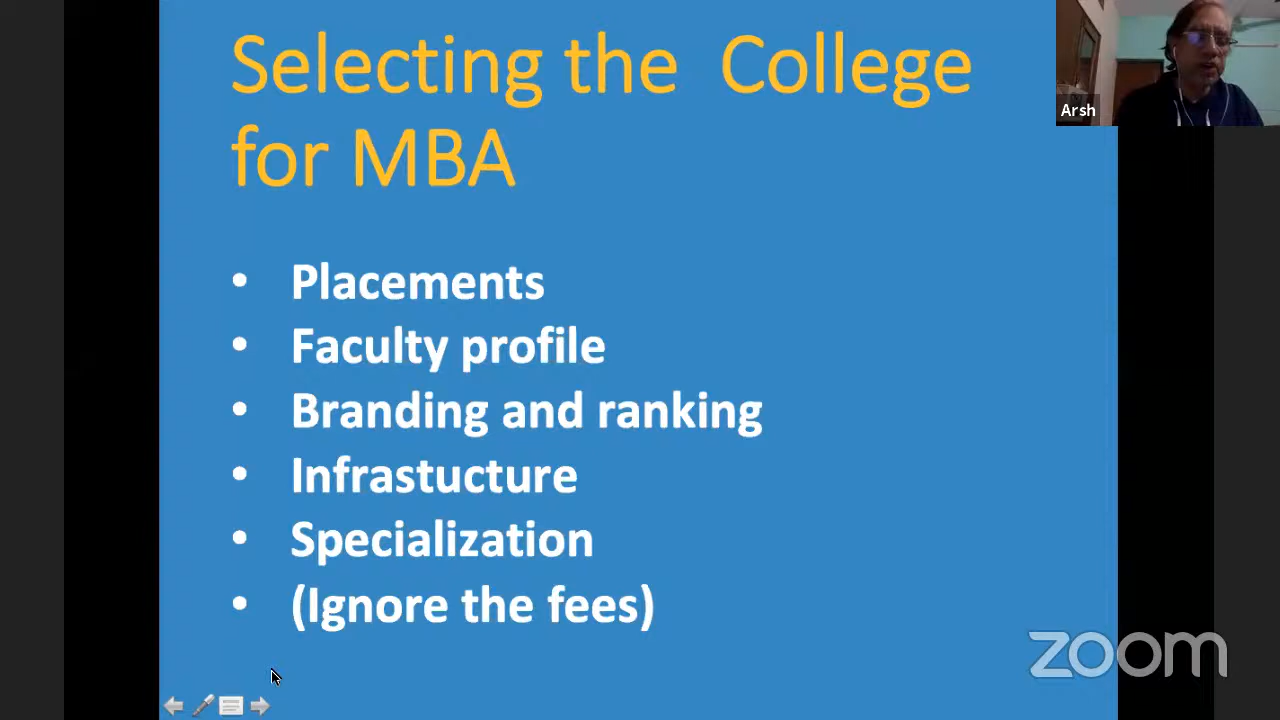 Selecting the College
for MBA
Arsh
• Placements
• Faculty profile
• Branding and ranking
• Infrastucture
• Specialization
• (Ignore the fees)
zoom